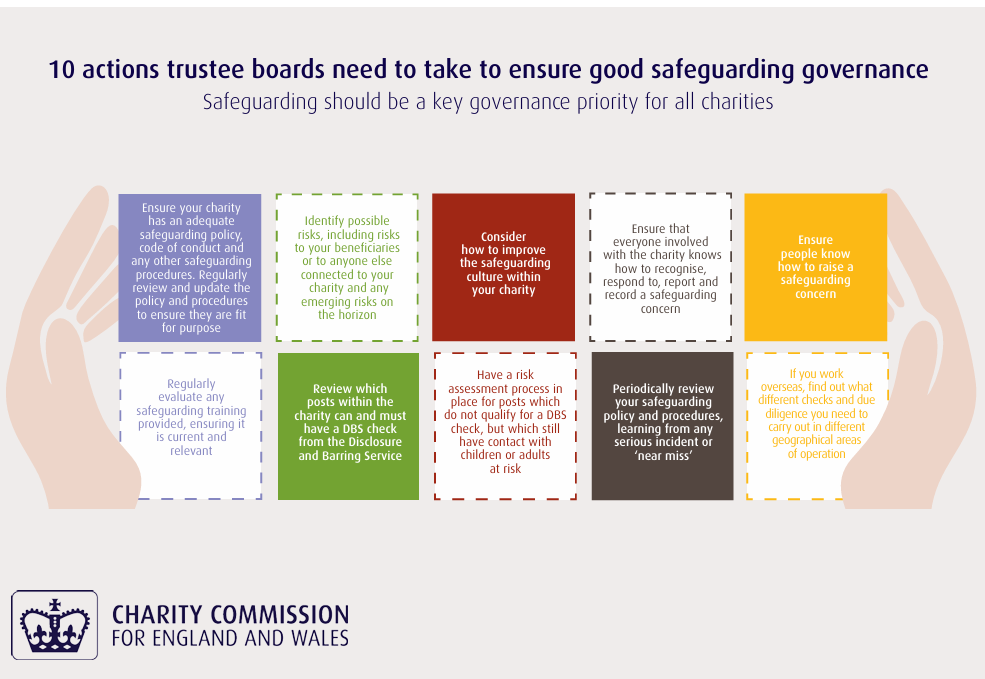 10 actions trustee boards need to take to ensure good safeguarding governance
Safeguarding should be a key governance priority for all charities
Ensure your charity
has an adequate
safeguarding policy,
code of conduct and
any other safeguarding
procedures. Regularly
review and update the
policy and procedures
to ensure they are fit
for purpose
Identify possible
risks, including risks
to your beneficiaries
or to anyone else
connected to your
charity and any
emerging risks on
the horizon
Consider
how to improve
the safeguarding
culture within
your charity
Ensure that
everyone involved
with the charity knows
how to recognise,
respond to, report and
record a safeguarding
concern
Ensure
people know
how to raise a
safeguarding
concern
Regularly
evaluate any
safeguarding training
provided, ensuring it
is current and
relevant
Review which
posts within the
charity can and must
have a DBS check
from the Disclosure
and Barring Service
Have a risk
assessment process in
place for posts which
do not qualify for a DBS
check, but which still
have contact with
children or adults
at risk
Periodically review
your safeguarding
policy and procedures,
learning from any
serious incident or
‘near miss’
If you work
overseas, find out what
different checks and due
diligence you need to
carry out in different
geographical areas
of operation
CHARITY COMMISSION
FOR ENGLAND AND WALES